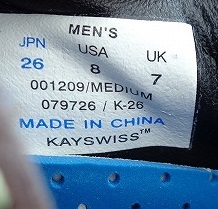 MEN'S
JPN USA UK
26 8 7
001209/MEDIUM
079726 / K-26
MADE IN CHINA
KAYSWISS™